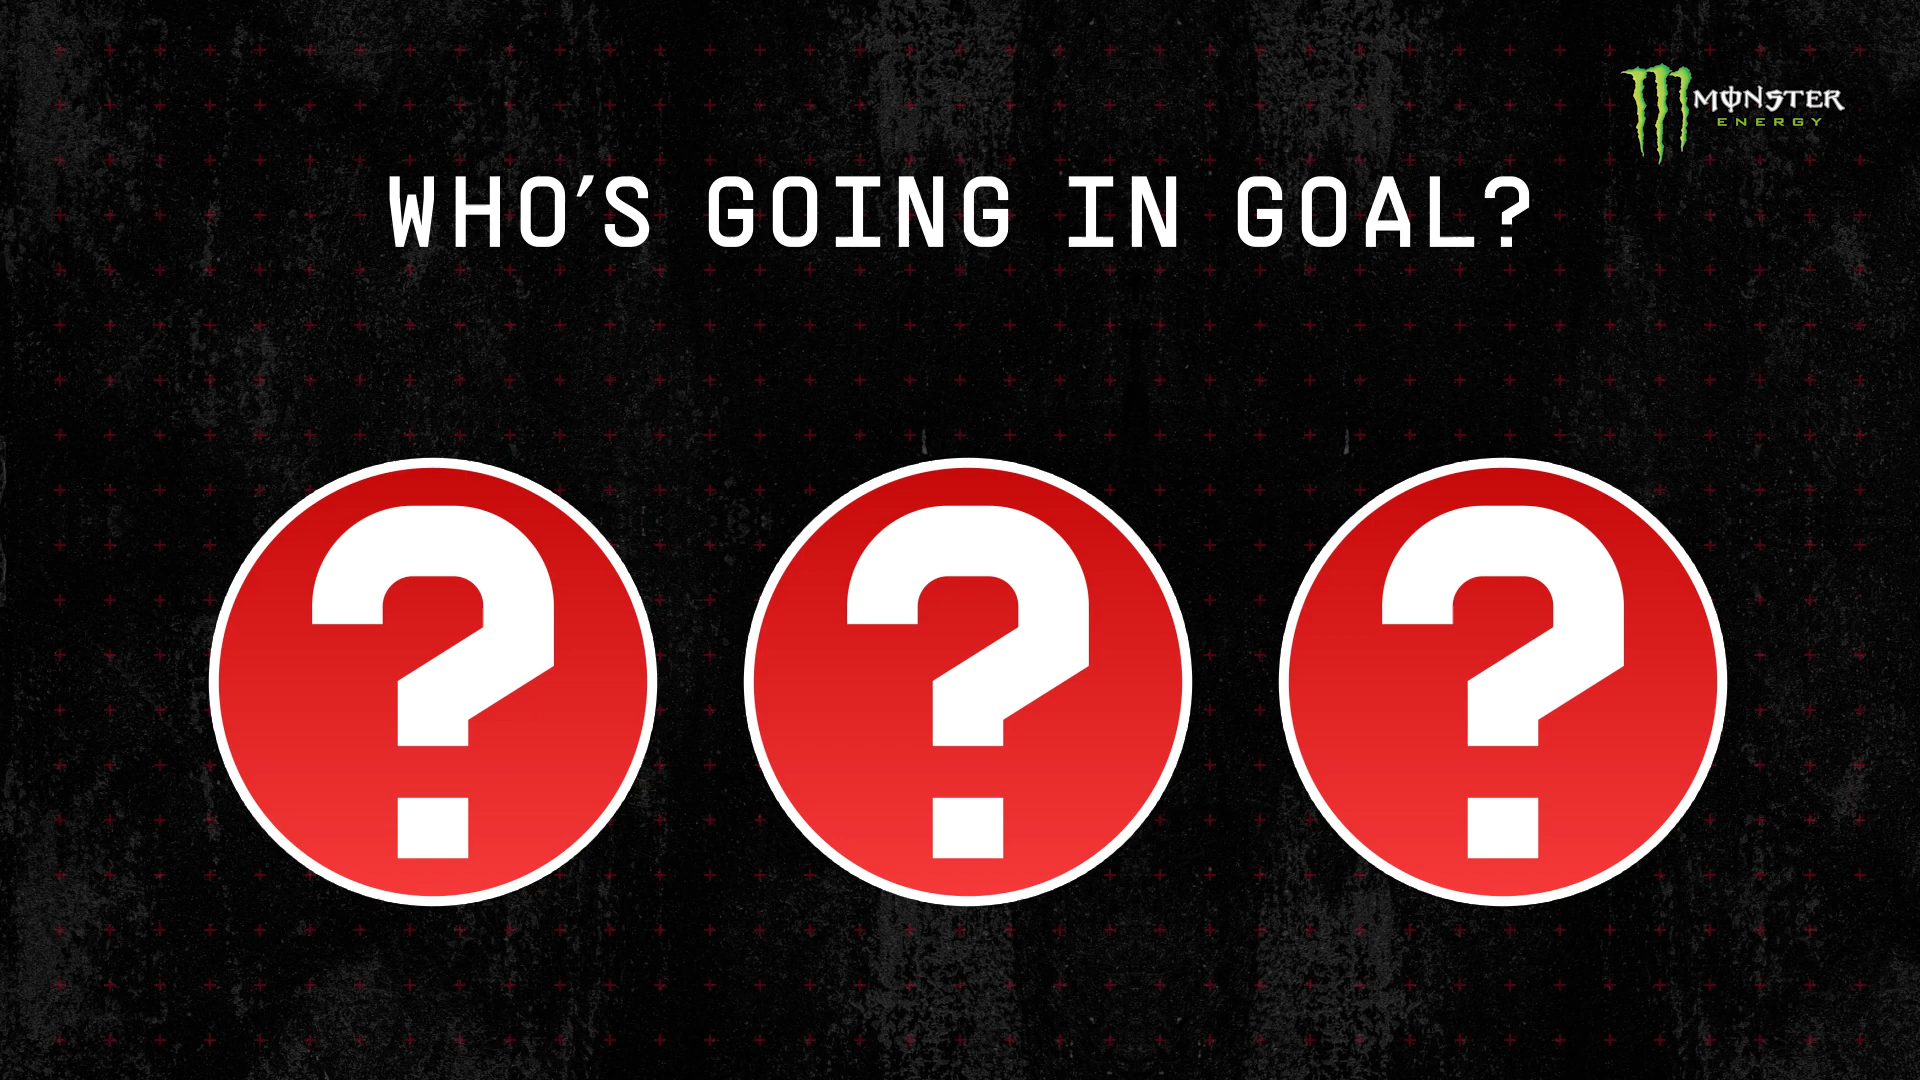 MONSTER
ENERGY
WHO'S GOING IN GOAL?
? ? ?